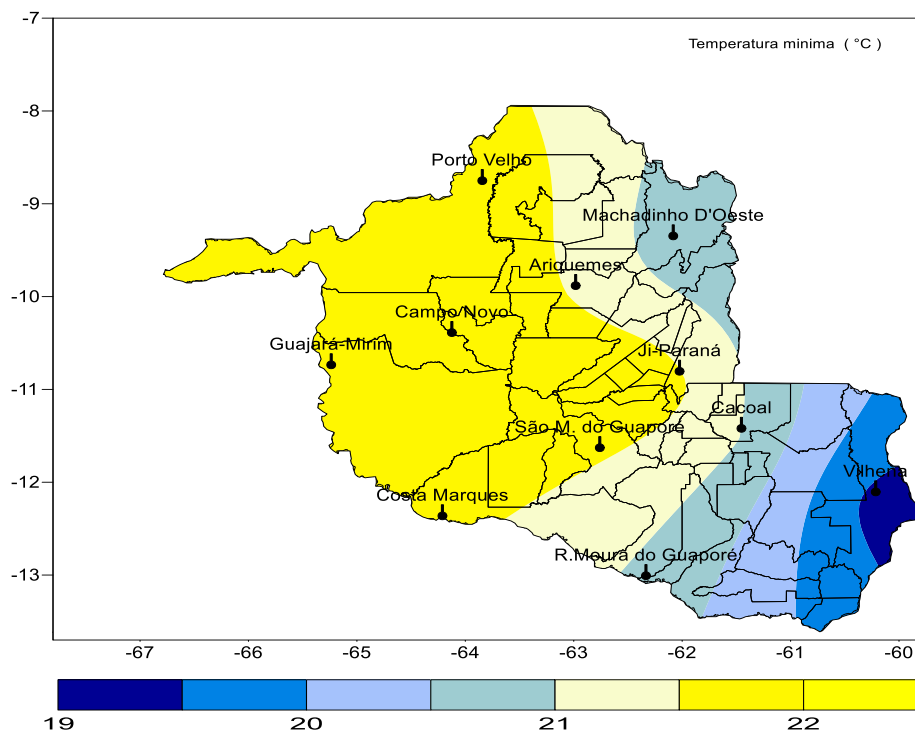 -7
Temperatura minima ( °C )
-8
Porto Velho
-9
Machadinho D'Oeste
Ariquemes
-10
Campo Novo
Guajará-Mirim
Ji-Paraná
-11
Cacoal
São M. do Guaporé
-12
Vilhena
Costa Marques
R.Moura do Guaporé
-13
-67 -66 -65 -64 -63 -62 -61 -60
19 20 21 22